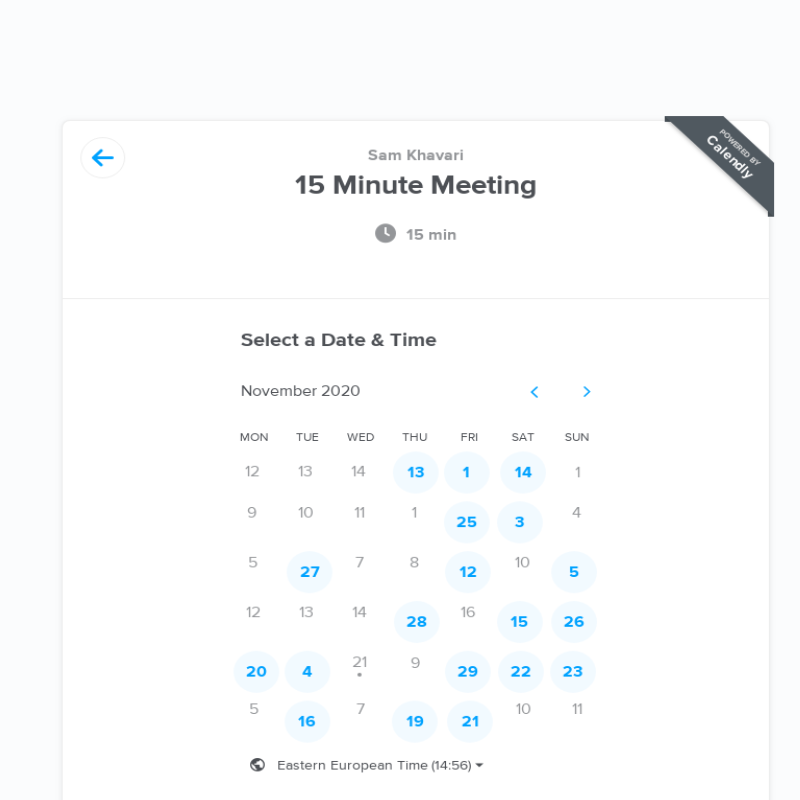 POWERED BY
Calendly
Sam Khavari
15 Minute Meeting
15 min
Select a Date & Time
November 2020
MON TUE WED THU FRI SAT SUN
12 13 14 13 1 14 1
9 10 11 1 25 3 4
5 27 7 8 12 10 5
12 13 14 28 16 15 26
20 4 21 9 29 22 23
5 16 7 19 21 10 11
Eastern European Time (14:56)